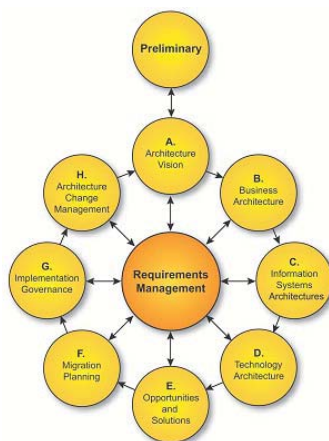 Preliminary
A.
Architecture
Vision
B.
Business
Architecture
C.
Information
Systems
Architectures
D.
Technology
Architecture
E.
Opportunities
and
Solutions
F.
Migration
Planning
G.
Implementation
Governance
H.
Architecture
Change
Management
Requirements
Management